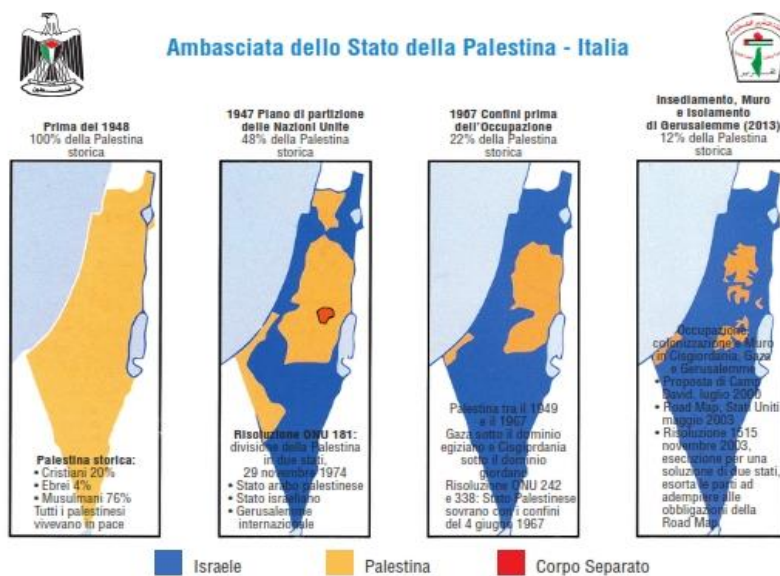 Ambasciata dello Stato della Palestina - Italia
Prima del 1948
100% della Palestina
storica
Palestina storica:
• Cristiani 20%
• Ebrei 4%
• Musulmani 76%
Tutti i palestinesi
vivevano in pace
1947 Piano di partizione
delle Nazioni Unite
48% della Palestina
storica
Risoluzione ONU 181:
divisione della Palestina
in due stati,
29 novembre 1974
• Stato arabo palestinese
• Stato israeliano
• Gerusalemme
internazionale
1967 Confini prima
dell'Occupazione
22% della Palestina
storica
Palestina tra il 1949
e il 1967
Gaza sotto il dominio
egiziano e Cisgiordania
sotto il dominio
giordano
Risoluzione ONU 242
e 338: Stato Palestinese
sovrano con i confini
del 4 giugno 1967
Insediamento, Muro
e Isolamento
di Gerusalemme (2013)
12% della Palestina
storica
Occupazione,
colonizzazione e Muro
in Cisgiordania, Gaza
e Gerusalemme
• Proposta di Camp
David, luglio 2000
• Road Map, Stati Uniti
maggio 2003
• Risoluzione 1515
novembre 2003,
esecuzione per una
soluzione di due stati,
esorta le parti ad
adempiere alle
obbligazioni della
Road Map
Israele
Palestina
Corpo Separato